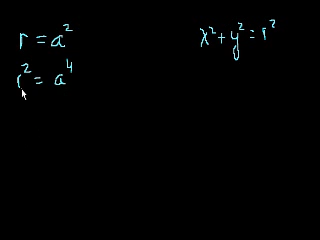 r = a²
r² = a⁴
x² + y² = r²